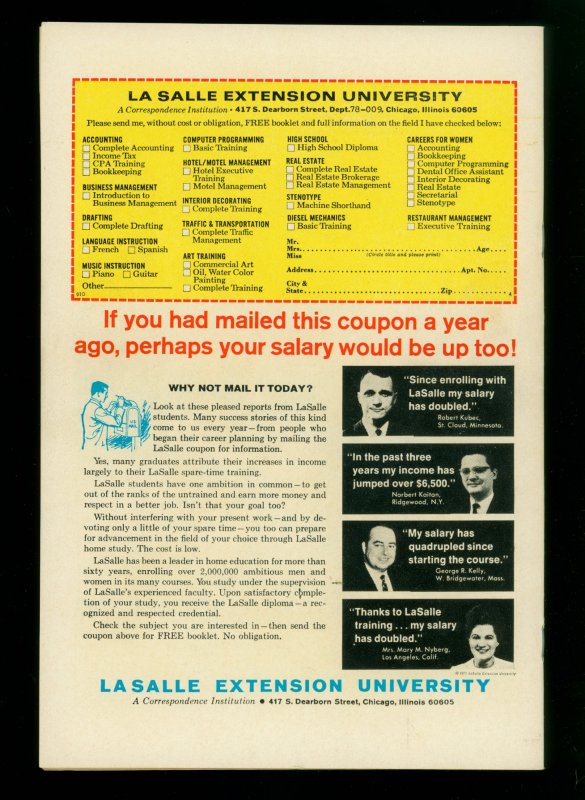 LA SALLE EXTENSION UNIVERSITY
A Correspondence Institution • 417 S. Dearborn Street, Dept. 78-009, Chicago, Illinois 60605
Please send me, without cost or obligation, FREE booklet and full information on the field I have checked below:
ACCOUNTING
Complete Accounting
Income Tax
CPA Training
Bookkeeping
BUSINESS MANAGEMENT
Introduction to
Business Management
DRAFTING
Complete Drafting
LANGUAGE INSTRUCTION
French Spanish
MUSIC INSTRUCTION
Piano Guitar
Other
910
COMPUTER PROGRAMMING
Basic Training
HOTEL/MOTEL MANAGEMENT
Hotel Executive
Training
Motel Management
INTERIOR DECORATING
Complete Training
TRAFFIC & TRANSPORTATION
Complete Traffic
Management
ART TRAINING
Commercial Art
Oil, Water Color
Painting
Complete Training
HIGH SCHOOL
High School Diploma
REAL ESTATE
Complete Real Estate
Real Estate Brokerage
Real Estate Management
STENOTYPE
Machine Shorthand
DIESEL MECHANICS
Basic Training
CAREERS FOR WOMEN
Accounting
Bookkeeping
Computer Programming
Dental Office Assistant
Interior Decorating
Real Estate
Secretarial
Stenotype
RESTAURANT MANAGEMENT
Executive Training
Mr.
Mrs. Age
Miss (Circle title and please print)
Address Apt. No.
City &
State Zip
If you had mailed this coupon a year
ago, perhaps your salary would be up too!
WHY NOT MAIL IT TODAY?
U.S. MAIL
Look at these pleased reports from LaSalle
students. Many success stories of this kind
come to us every year—from people who
began their career planning by mailing the
LaSalle coupon for information.
Yes, many graduates attribute their increases in income
largely to their LaSalle spare-time training.
LaSalle students have one ambition in common—to get
out of the ranks of the untrained and earn more money and
respect in a better job. Isn't that your goal too?
Without interfering with your present work—and by de-
voting only a little of your spare time—you too can prepare
for advancement in the field of your choice through LaSalle
home study. The cost is low.
LaSalle has been a leader in home education for more than
sixty years, enrolling over 2,000,000 ambitious men and
women in its many courses. You study under the supervision
of LaSalle's experienced faculty. Upon satisfactory comple-
tion of your study, you receive the LaSalle diploma—a rec-
ognized and respected credential.
Check the subject you are interested in—then send the
coupon above for FREE booklet. No obligation.
"Since enrolling with
LaSalle my salary
has doubled."
Robert Kubec,
St. Cloud, Minnesota.
"In the past three
years my income has
jumped over $6,500."
Norbert Kaitan,
Ridgewood, N.Y.
"My salary has
quadrupled since
starting the course."
George R. Kelly,
W. Bridgewater, Mass.
"Thanks to LaSalle
training . . . my salary
has doubled."
Mrs. Mary M. Nyberg,
Los Angeles, Calif.
© 1971 LaSalle Extension University
LA SALLE EXTENSION UNIVERSITY
A Correspondence Institution • 417 S. Dearborn Street, Chicago, Illinois 60605